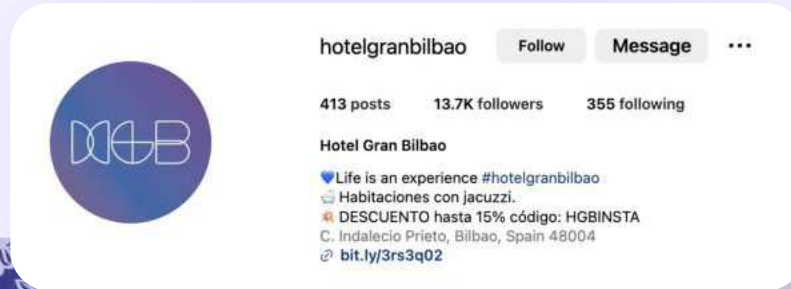 hotelgranbilbao Follow Message
413 posts 13.7K followers 355 following
HGB
Hotel Gran Bilbao
💙Life is an experience #hotelgranbilbao
🛁 Habitaciones con jacuzzi.
💥 DESCUENTO hasta 15% código: HGBINSTA
C. Indalecio Prieto, Bilbao, Spain 48004
bit.ly/3rs3q02